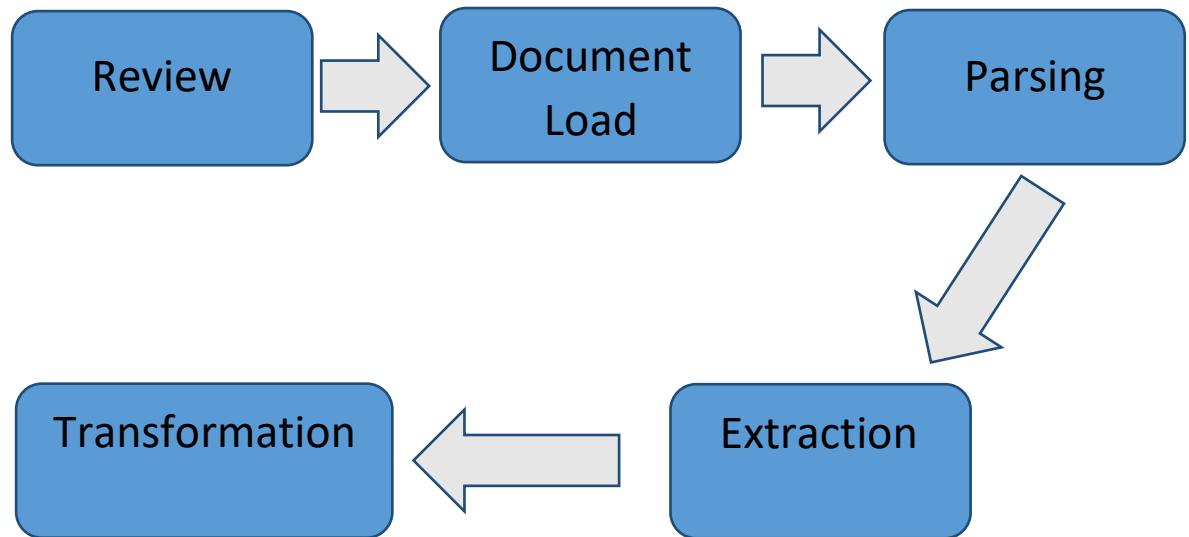 Review
Document
Load
Parsing
Extraction
Transformation